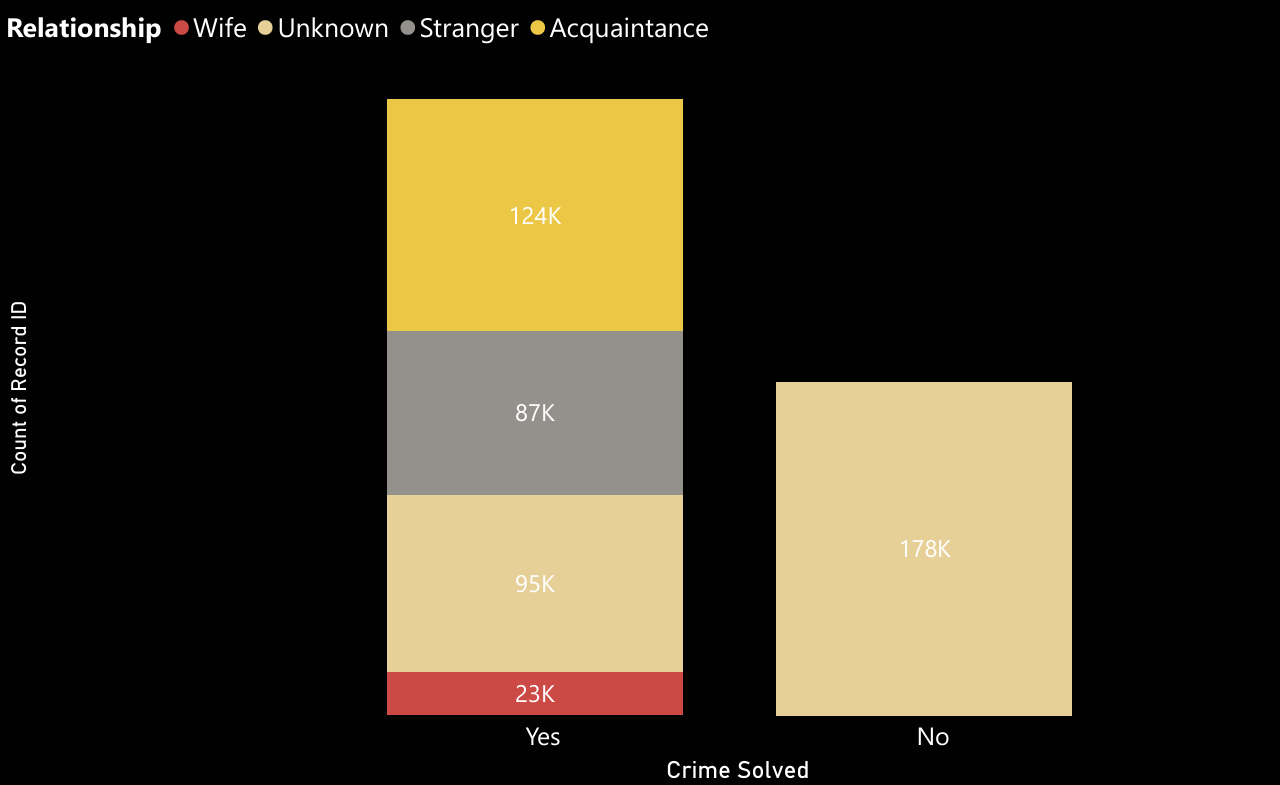 Relationship Wife Unknown Stranger Acquaintance
124K
87K
95K
23K
178K
Count of Record ID
Yes No
Crime Solved